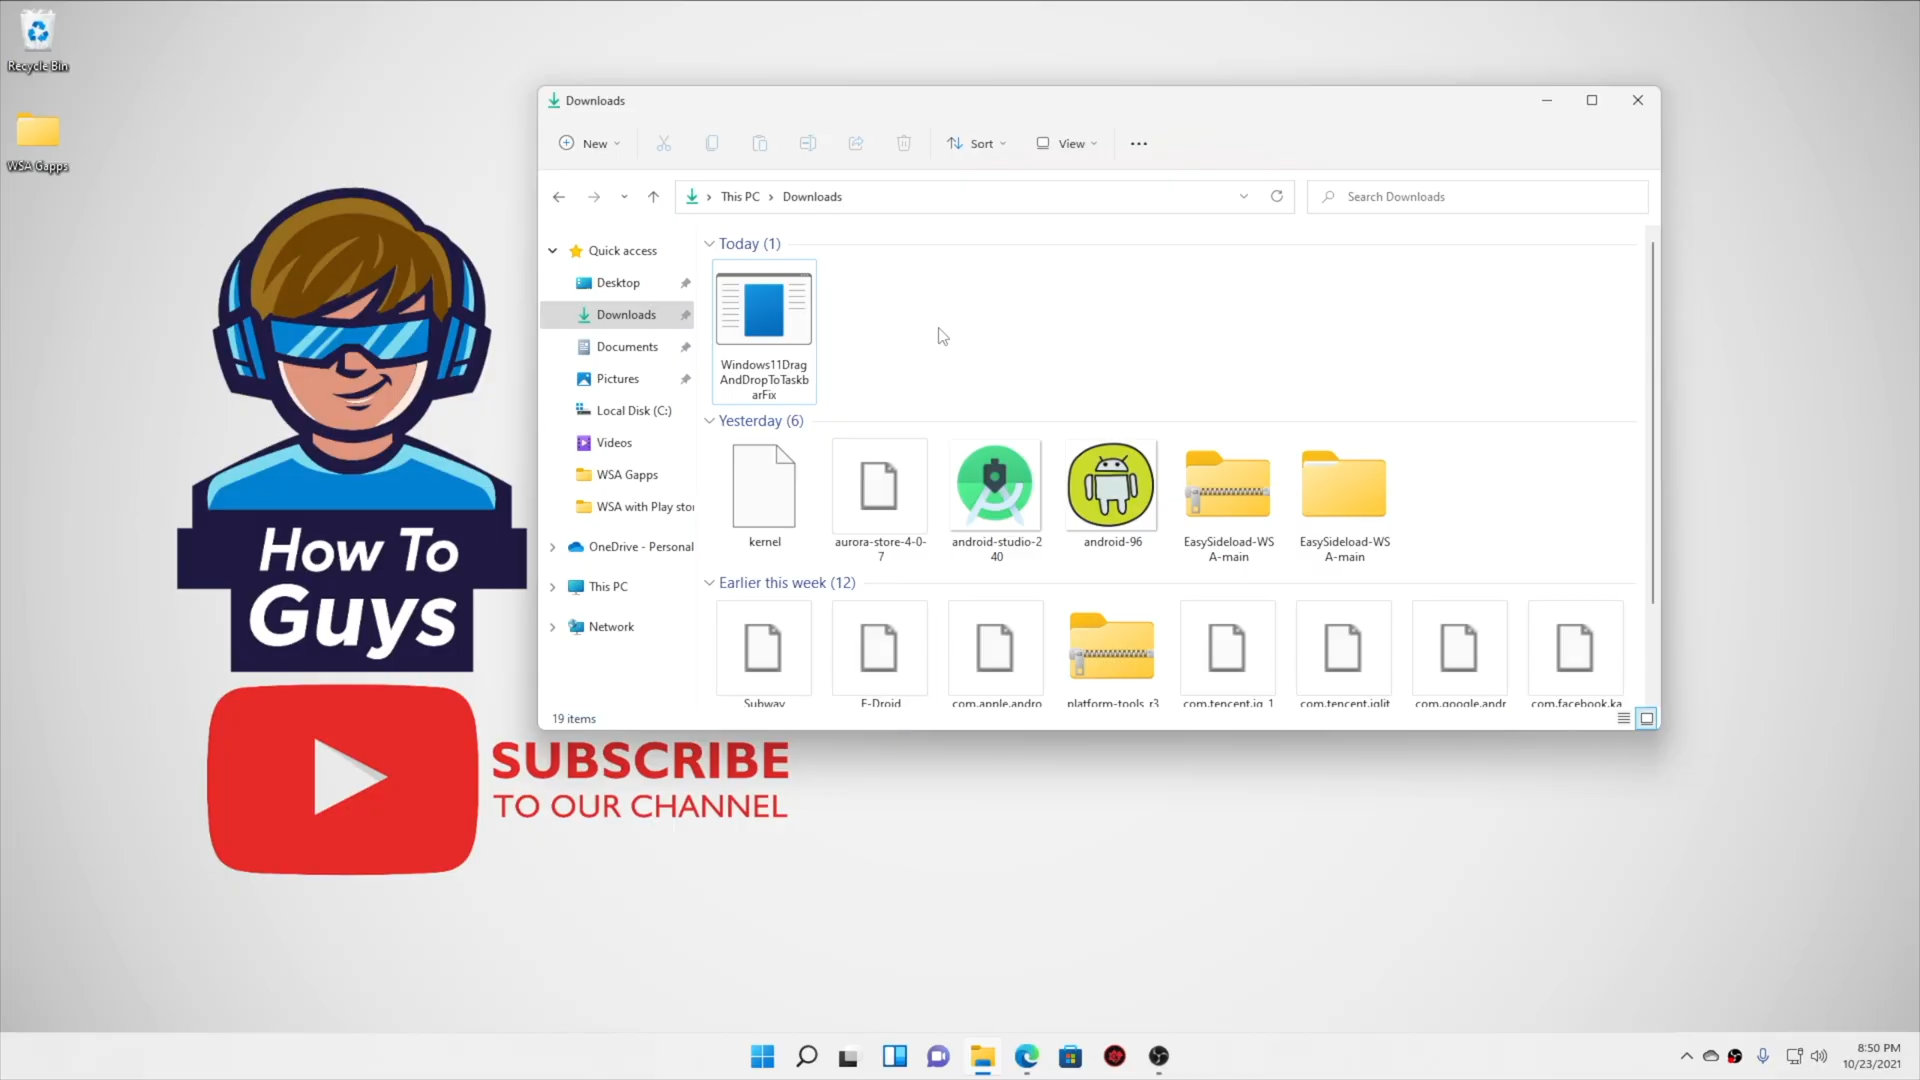 Recycle Bin
WSA Gapps
How To
Guys
SUBSCRIBE
TO OUR CHANNEL
Downloads
New
Sort
View
This PC
Downloads
Search Downloads
Quick access
Desktop
Downloads
Documents
Pictures
Local Disk (C:)
Videos
WSA Gapps
WSA with Play stor
OneDrive - Personal
This PC
Network
Today (1)
Windows11Drag
AndDropToTaskb
arFix
Yesterday (6)
kernel
aurora-store-4-0-
7
android-studio-2
40
android-96
EasySideload-WS
A-main
EasySideload-WS
A-main
Earlier this week (12)
Subway
F-Droid
com.apple.andro
platform-tools_r3
com.tencent.ig_1
com.tencent.iglit
com.google.andr
com.facebook.ka
19 items
8:50 PM
10/23/2021